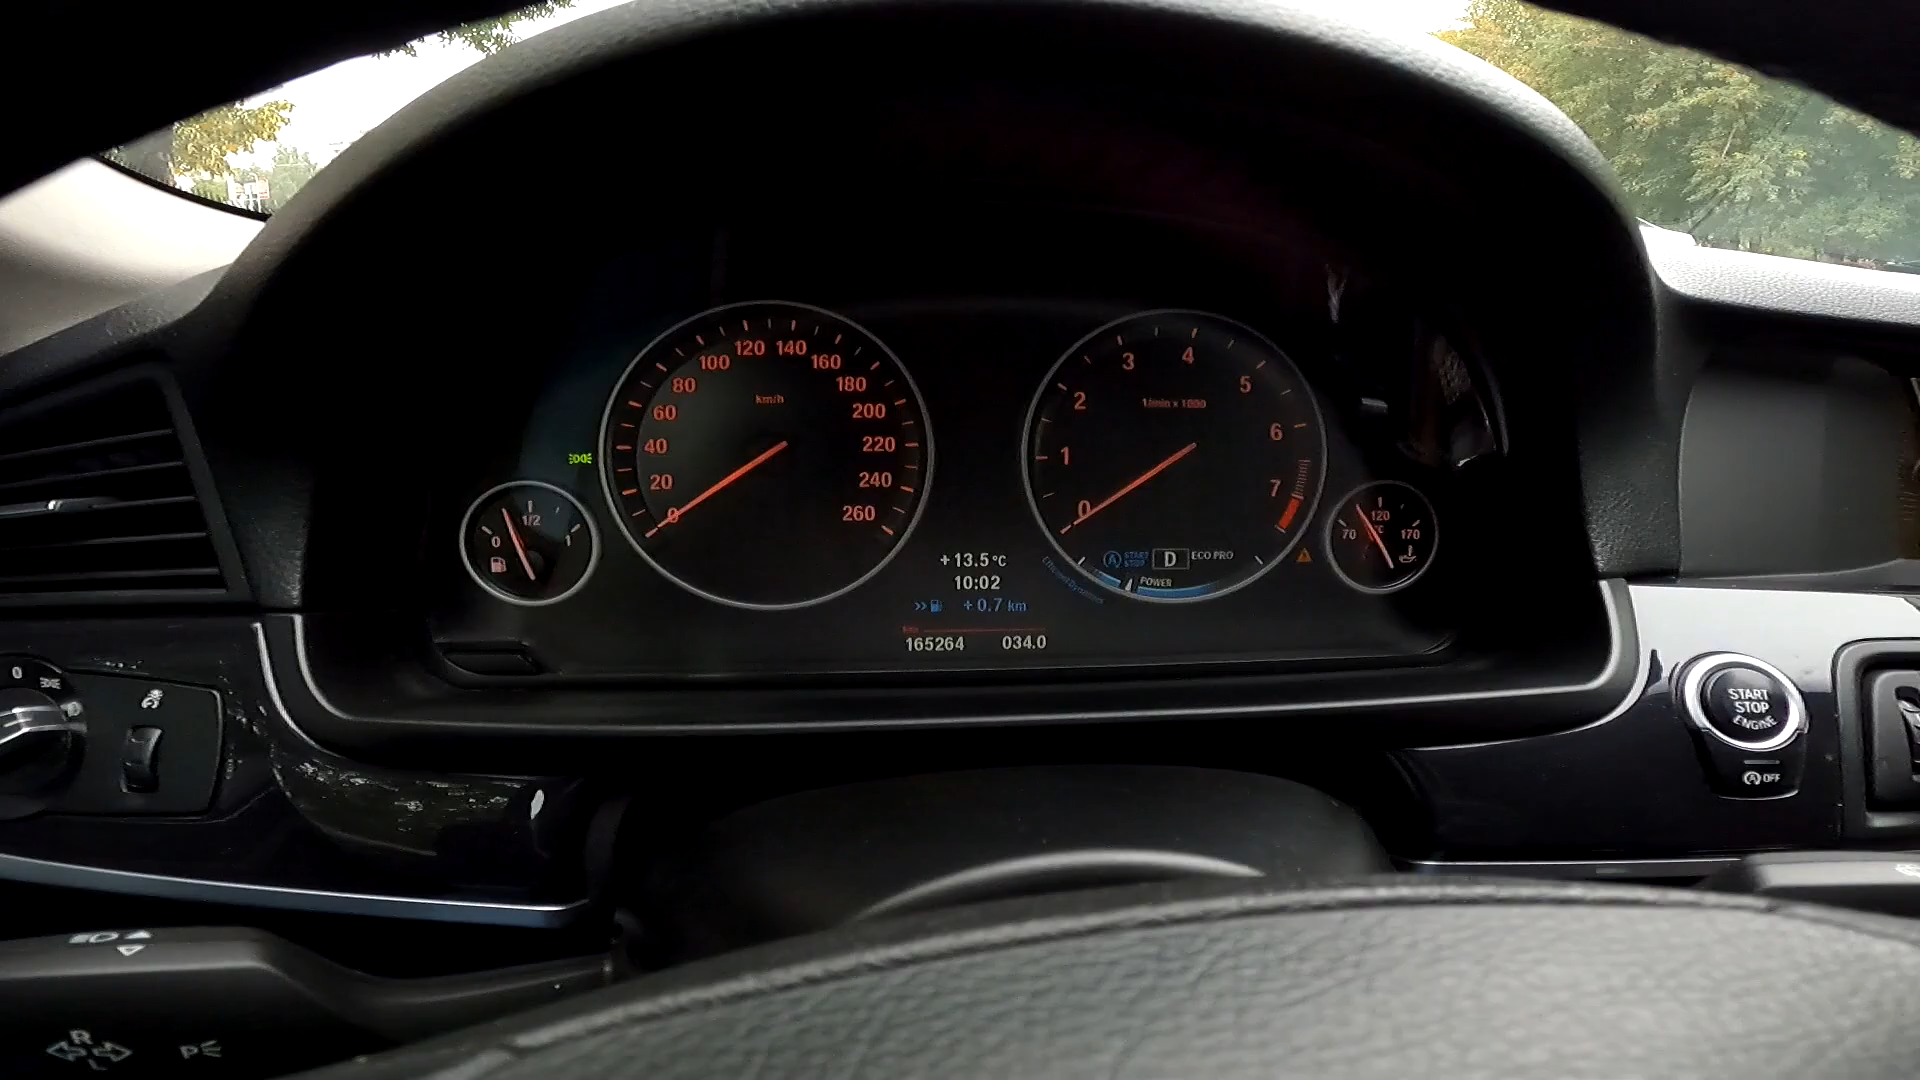 120 140
100 160
80 180
km/h
60 200
40 220
20 240
0 260
0 1/2 1
3 4
2 5
1/min x 1000
1 6
0 7
START
STOP
D
ECO PRO
POWER
EfficientDynamics
70 120 170
°C
+13.5°C
10:02
>> + 0.7 km
165264 034.0
START
STOP
ENGINE
A OFF
0
R
L
P